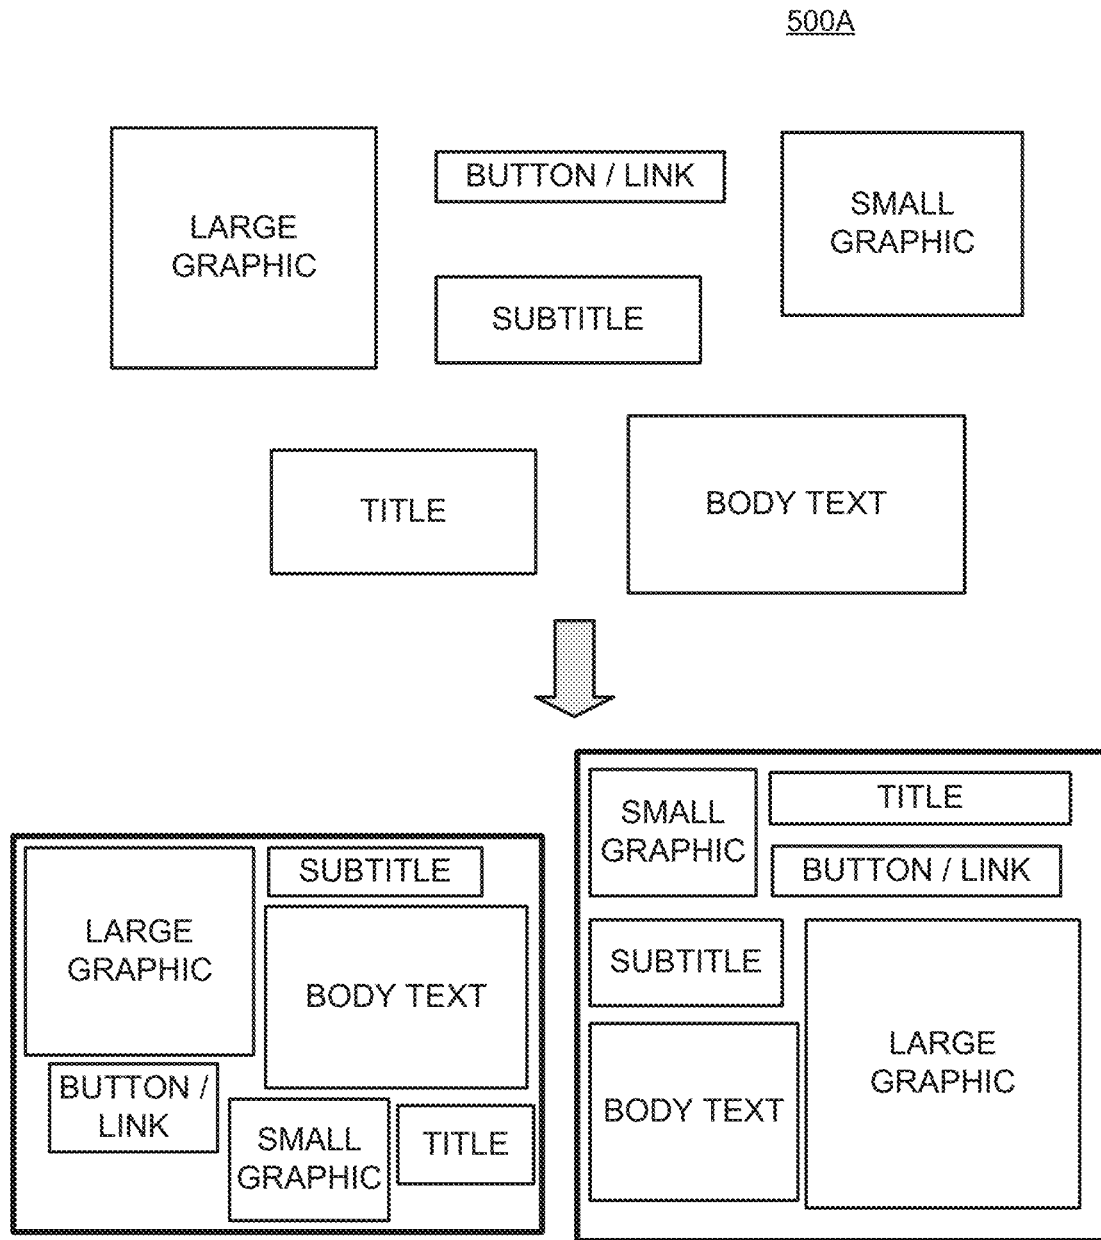 500A
LARGE
GRAPHIC
BUTTON / LINK
SMALL
GRAPHIC
SUBTITLE
TITLE
BODY TEXT
LARGE
GRAPHIC
SUBTITLE
BODY TEXT
BUTTON /
LINK
SMALL
GRAPHIC
TITLE
SMALL
GRAPHIC
TITLE
BUTTON / LINK
SUBTITLE
BODY TEXT
LARGE
GRAPHIC